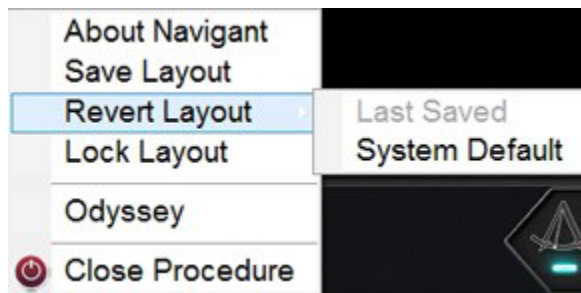 About Navigant
Save Layout
Revert Layout
Last Saved
System Default
Lock Layout
Odyssey
Close Procedure